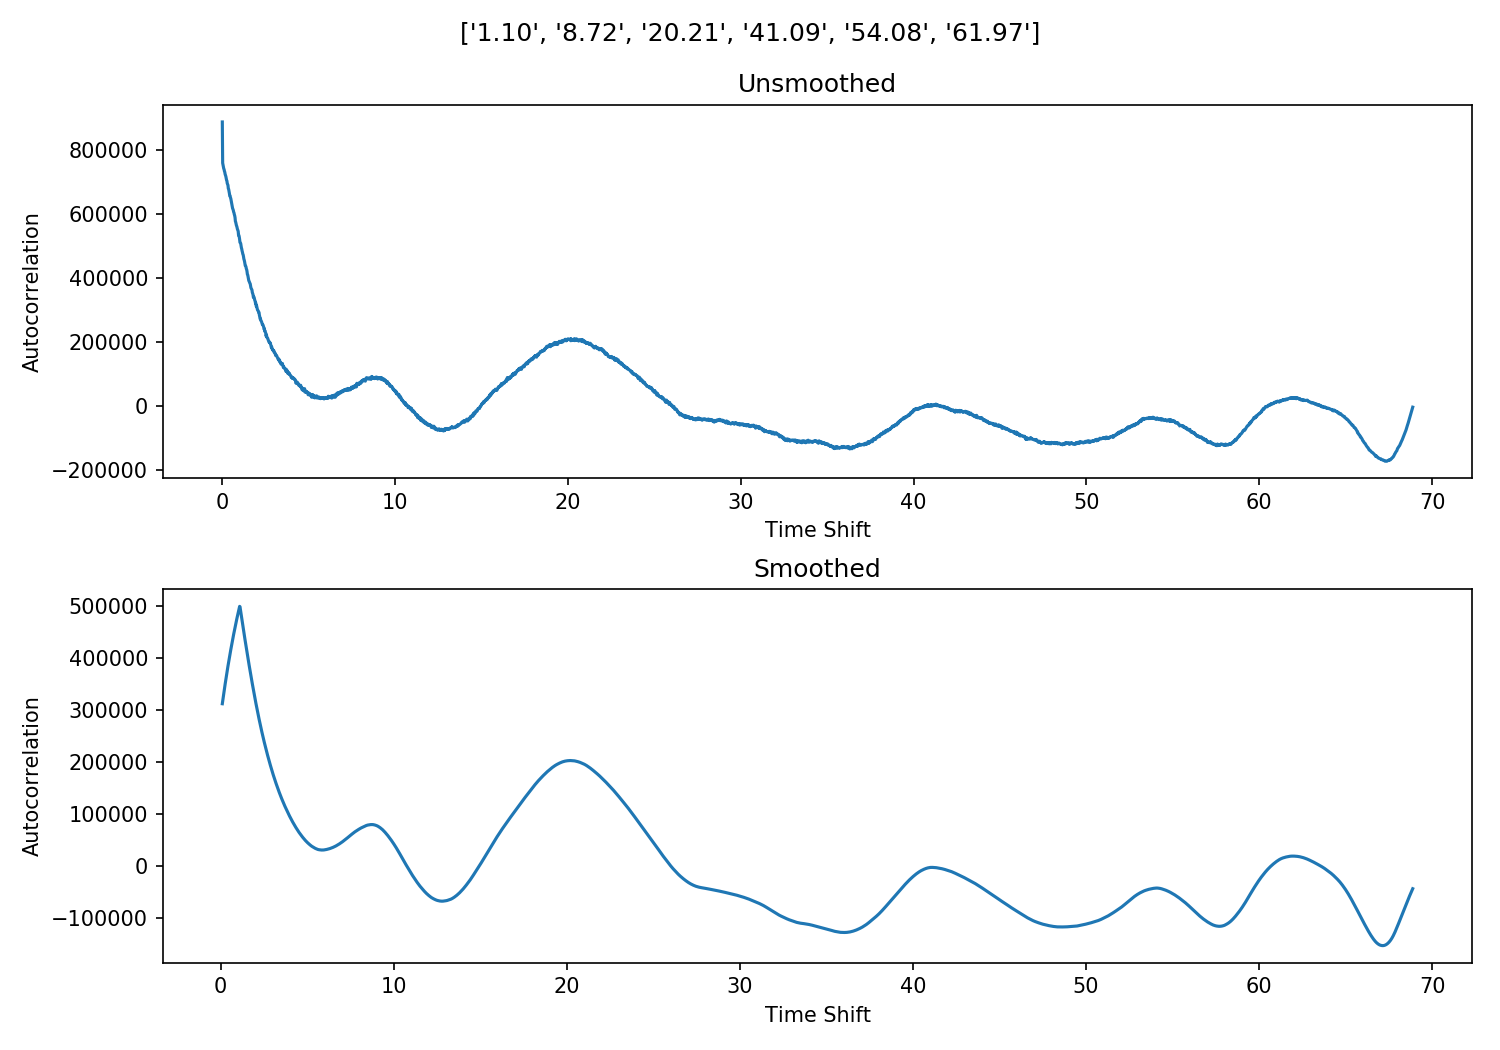 ['1.10', '8.72', '20.21', '41.09', '54.08', '61.97']
Unsmoothed
Autocorrelation
800000
600000
400000
200000
0
−200000
0 10 20 30 40 50 60 70
Time Shift
Smoothed
Autocorrelation
500000
400000
300000
200000
100000
0
−100000
0 10 20 30 40 50 60 70
Time Shift